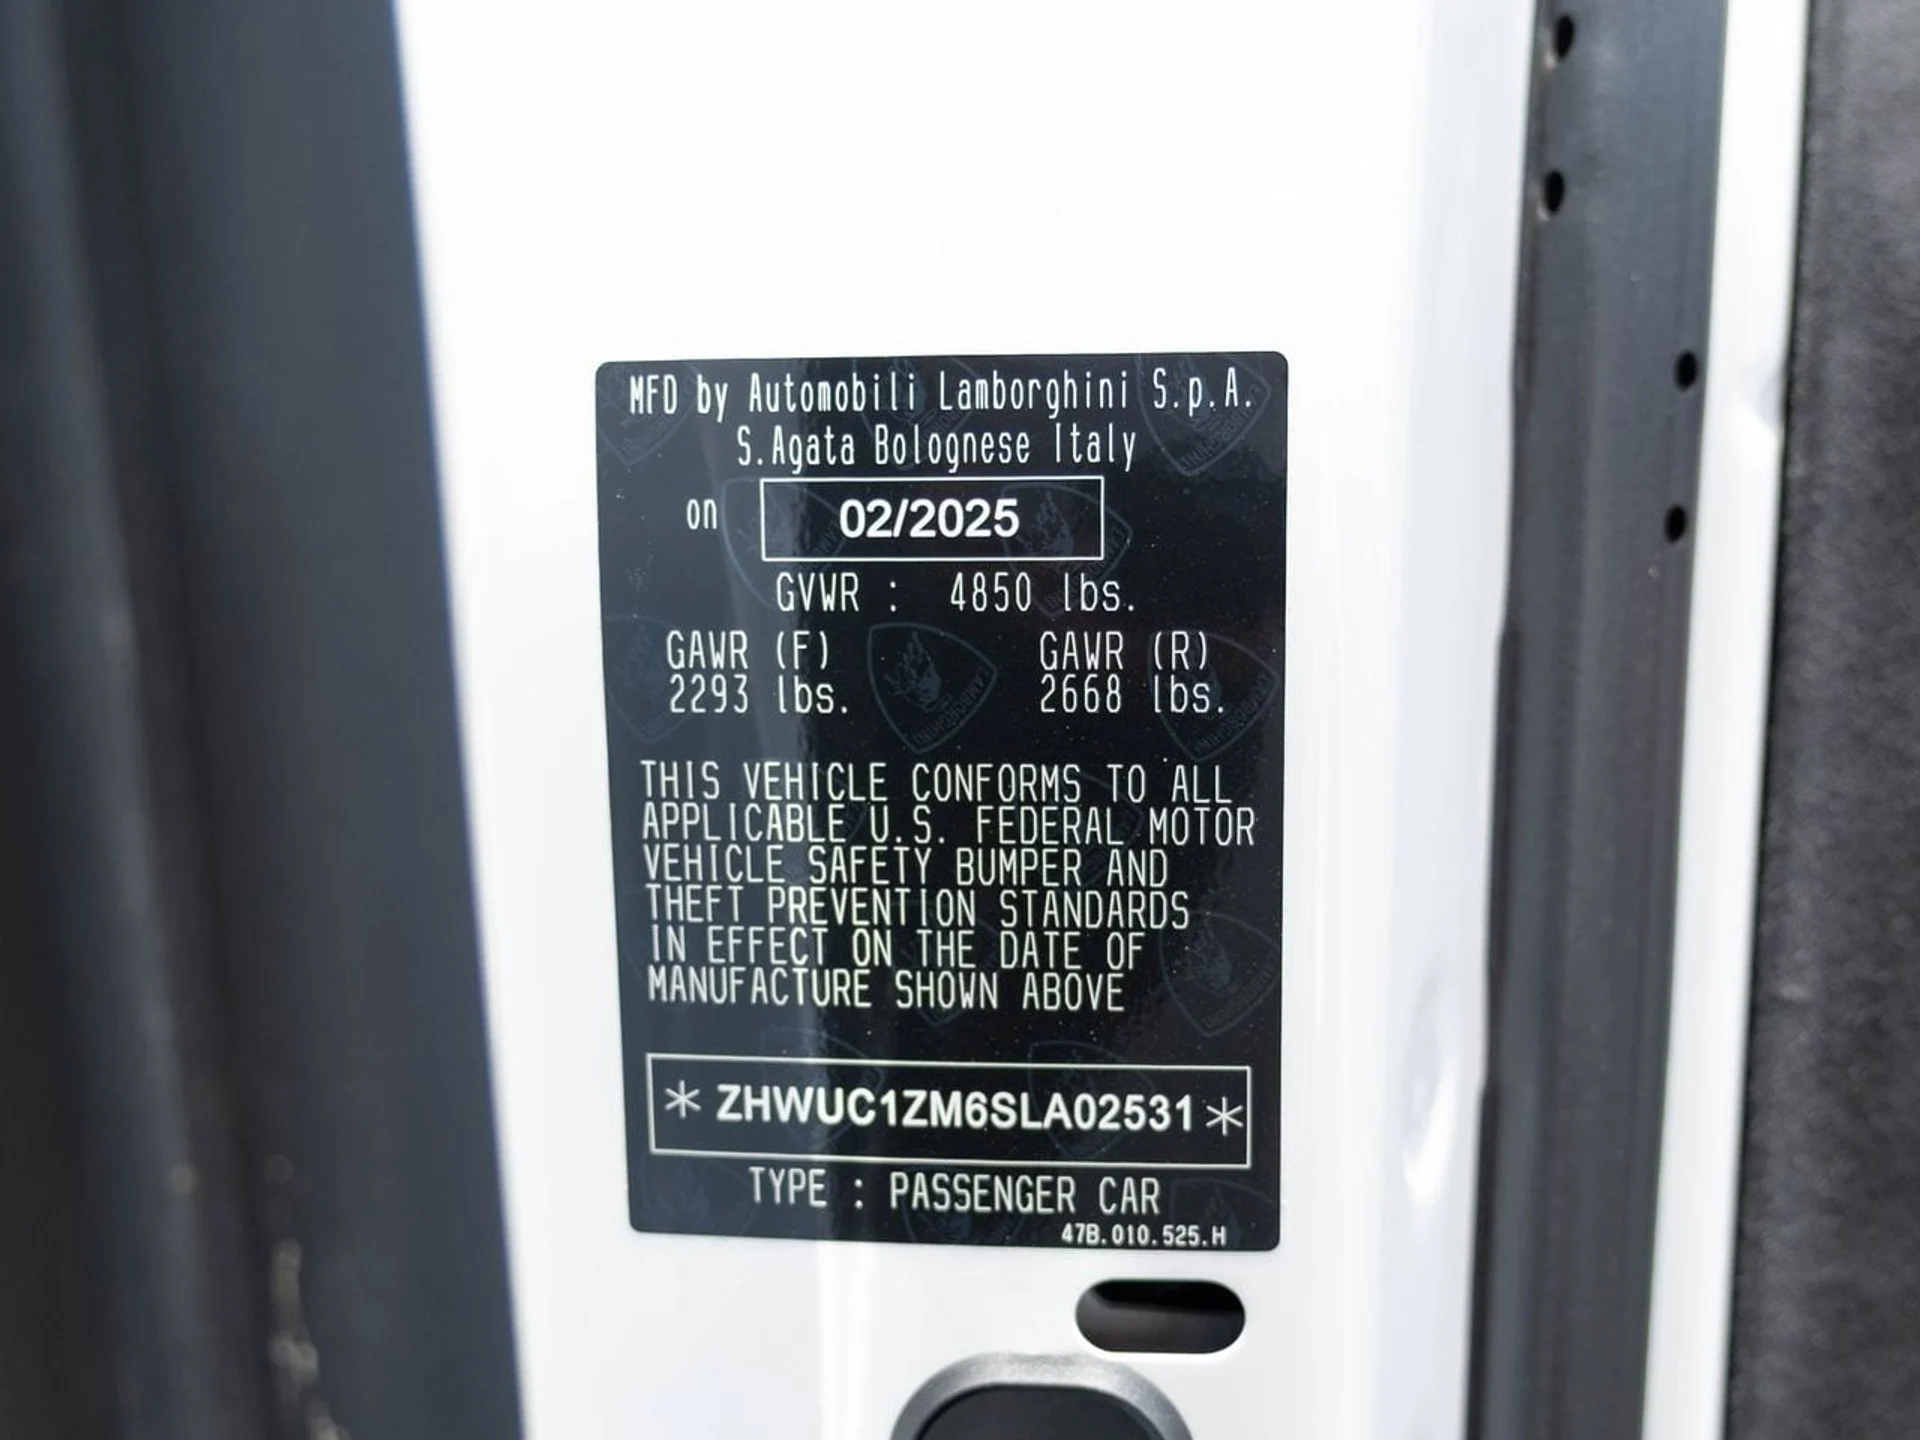 MFD by Automobili Lamborghini S.p.A.
S.Agata Bolognese Italy
on 02/2025
GVWR : 4850 lbs.
GAWR (F) GAWR (R)
2293 lbs. 2668 lbs.
THIS VEHICLE CONFORMS TO ALL
APPLICABLE U.S. FEDERAL MOTOR
VEHICLE SAFETY BUMPER AND
THEFT PREVENTION STANDARDS
IN EFFECT ON THE DATE OF
MANUFACTURE SHOWN ABOVE
* ZHWUC1ZM6SLA02531 *
TYPE : PASSENGER CAR
47B.010.525.H